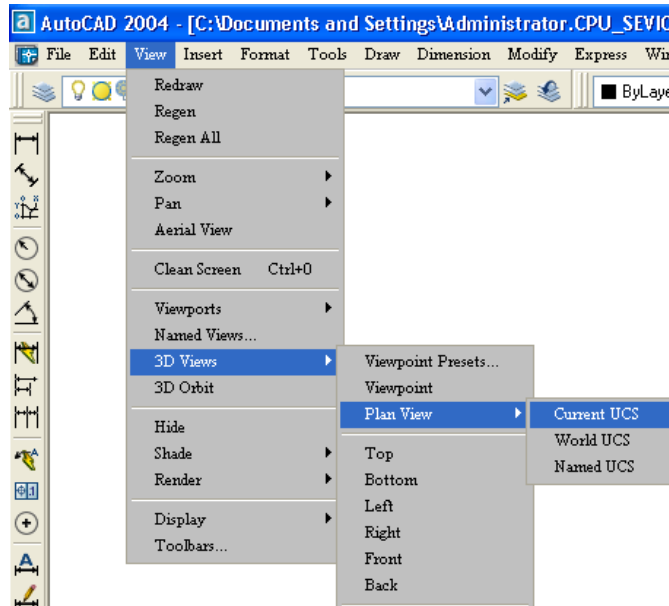 AutoCAD 2004 - [C:\Documents and Settings\Administrator.CPU_SEVIC
File Edit View Insert Format Tools Draw Dimension Modify Express Win
ByLaye
Redraw
Regen
Regen All
Zoom
Pan
Aerial View
Clean Screen Ctrl+0
Viewports
Named Views...
3D Views
3D Orbit
Hide
Shade
Render
Display
Toolbars...
Viewpoint Presets...
Viewpoint
Plan View
Top
Bottom
Left
Right
Front
Back
Current UCS
World UCS
Named UCS